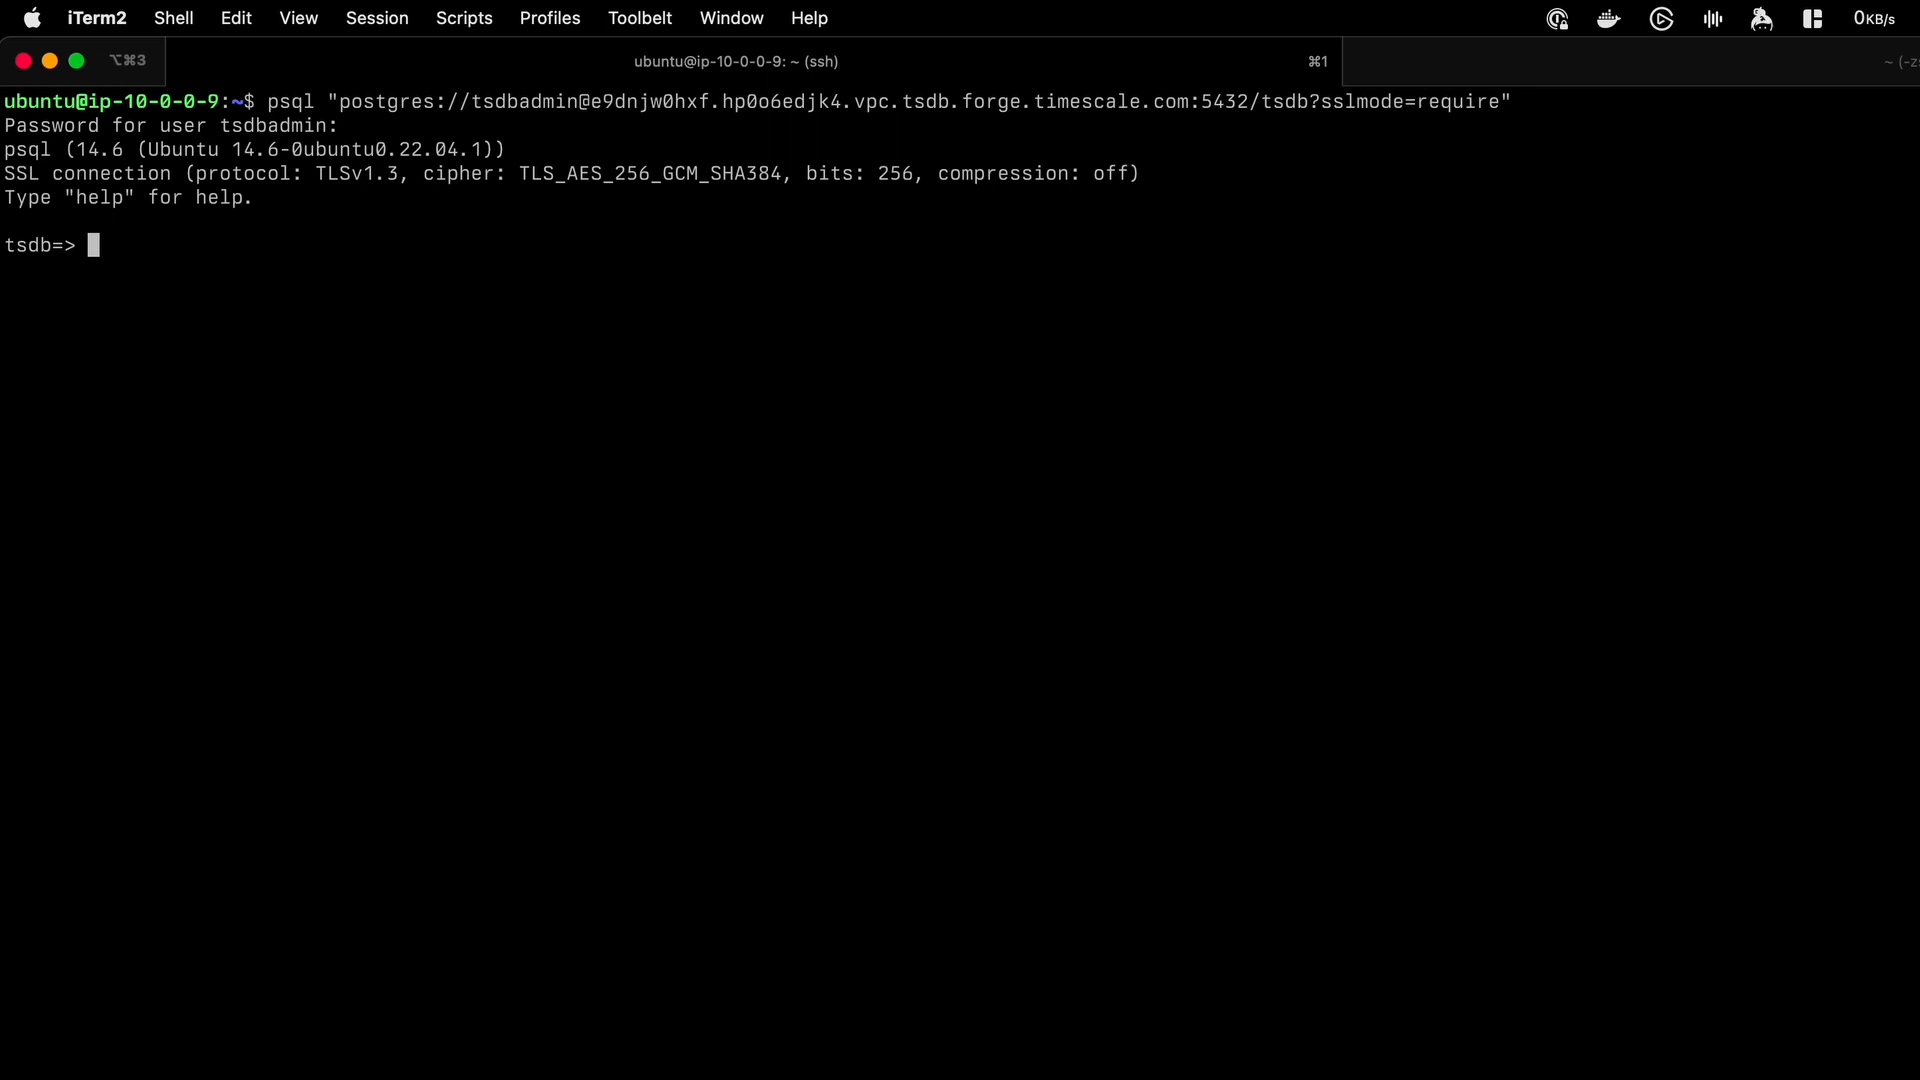 iTerm2 Shell Edit View Session Scripts Profiles Toolbelt Window Help 0KB/s
⌥⌘3 ubuntu@ip-10-0-0-9: ~ (ssh) ⌘1 ~ (-zs
ubuntu@ip-10-0-0-9:~$ psql "postgres://tsdbadmin@e9dnjw0hxf.hp0o6edjk4.vpc.tsdb.forge.timescale.com:5432/tsdb?sslmode=require"
Password for user tsdbadmin:
psql (14.6 (Ubuntu 14.6-0ubuntu0.22.04.1))
SSL connection (protocol: TLSv1.3, cipher: TLS_AES_256_GCM_SHA384, bits: 256, compression: off)
Type "help" for help.
tsdb=>